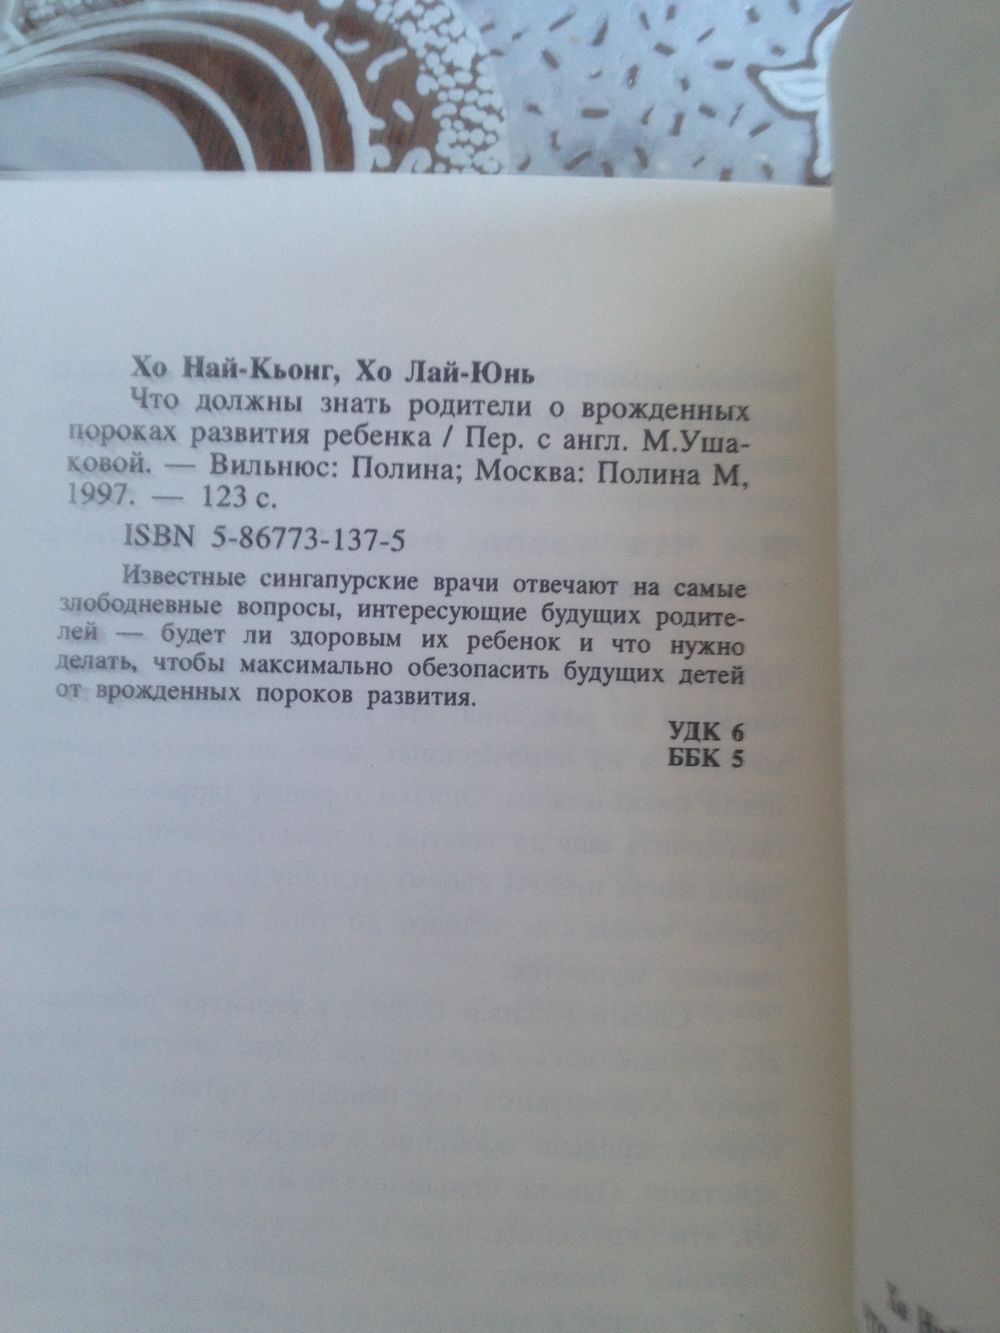 Хо Най-Кьонг, Хо Лай-Юнь
Что должны знать родители о врожденных
пороках развития ребенка / Пер. с англ. М.Уша-
ковой. — Вильнюс: Полина; Москва: Полина М,
1997. — 123 с.
ISBN 5-86773-137-5
Известные сингапурские врачи отвечают на самые
злободневные вопросы, интересующие будущих родите-
лей — будет ли здоровым их ребенок и что нужно
делать, чтобы максимально обезопасить будущих детей
от врожденных пороков развития.
УДК 6
ББК 5